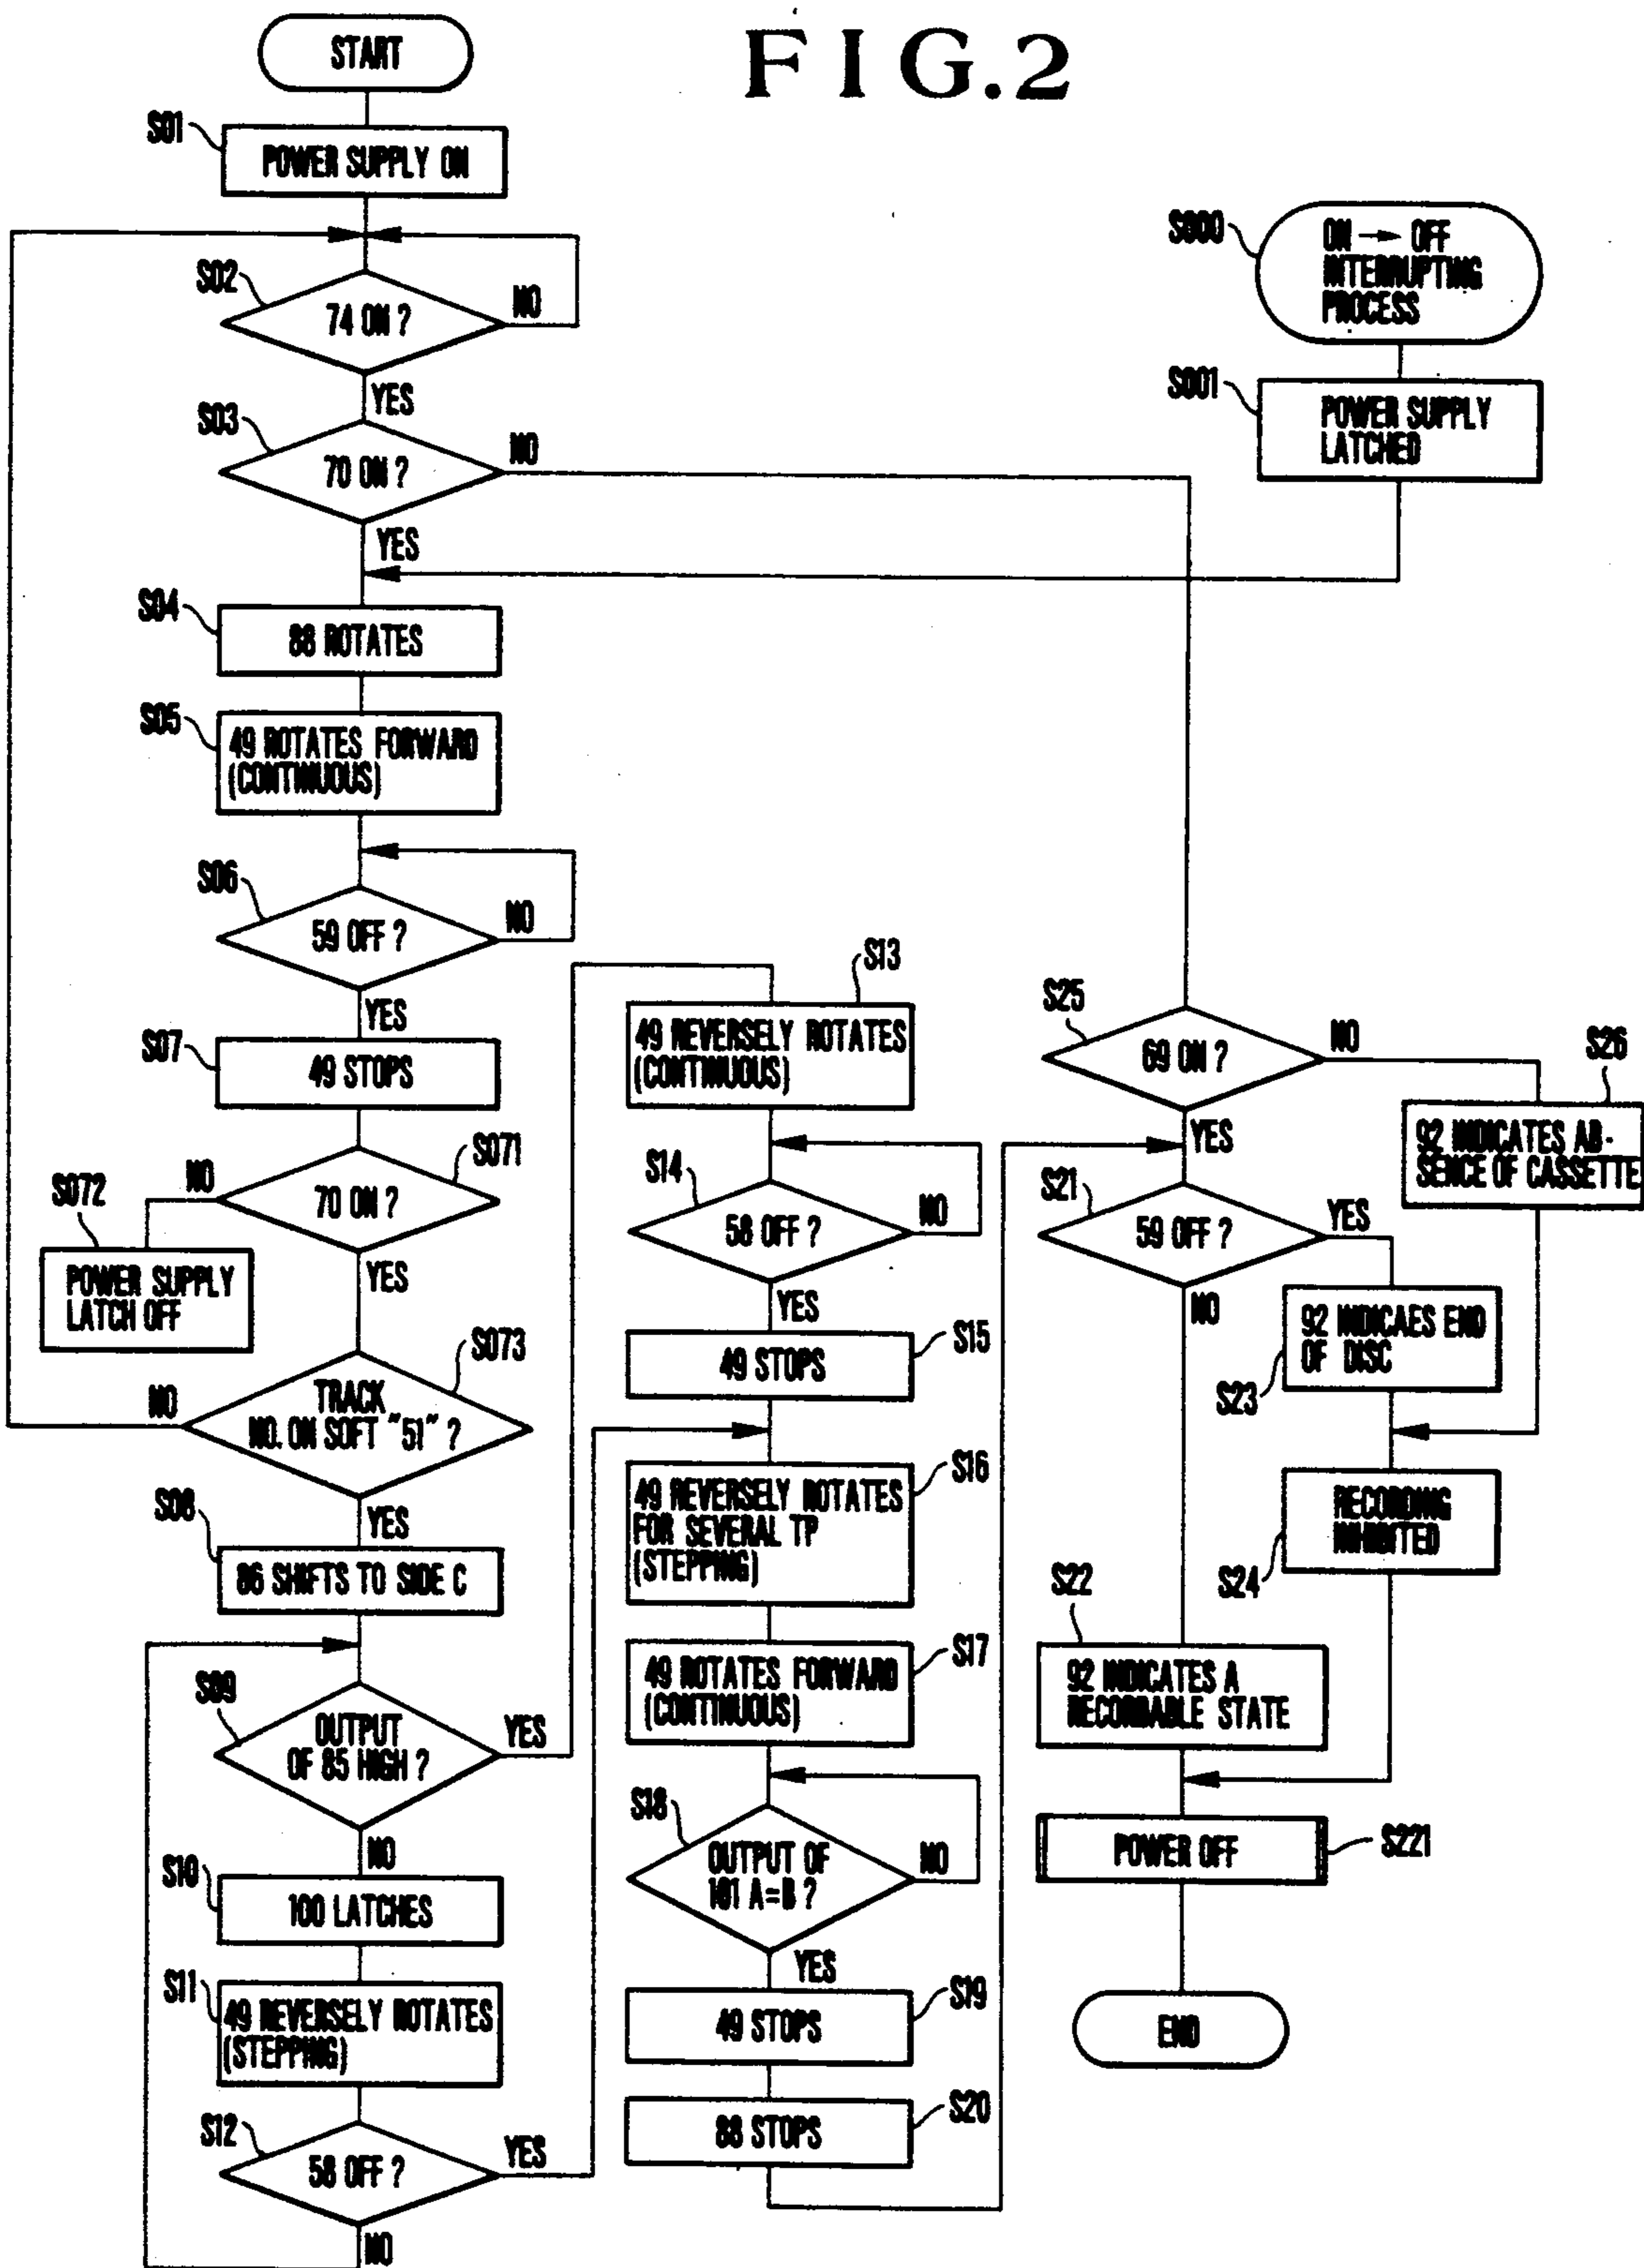 FIG.2
START
S01
POWER SUPPLY ON
S02
74 ON ?
NO
YES
S03
70 ON ?
NO
YES
S000
ON → OFF
INTERRUPTING
PROCESS
S001
POWER SUPPLY
LATCHED
S04
88 ROTATES
S05
49 ROTATES FORWARD
(CONTINUOUS)
S06
59 OFF ?
NO
YES
S07
49 STOPS
S071
70 ON ?
NO
YES
S072
POWER SUPPLY
LATCH OFF
S073
TRACK
NO. ON SOFT "51" ?
NO
YES
S08
86 SHIFTS TO SIDE C
S09
OUTPUT
OF 85 HIGH ?
YES
NO
S10
100 LATCHES
S11
49 REVERSELY ROTATES
(STEPPING)
S12
58 OFF ?
YES
NO
S13
49 REVERSELY ROTATES
(CONTINUOUS)
S14
58 OFF ?
NO
YES
S15
49 STOPS
S16
49 REVERSELY ROTATES
FOR SEVERAL TP
(STEPPING)
S17
49 ROTATES FORWARD
(CONTINUOUS)
S18
OUTPUT OF
101 A=B ?
NO
YES
S19
49 STOPS
S20
88 STOPS
S25
69 ON ?
NO
YES
S26
92 INDICATES AB-
SENCE OF CASSETTE
S21
59 OFF ?
YES
NO
S23
92 INDICAES END
OF DISC
S24
RECORDING
INHIBITED
S22
92 INDICATES A
RECORDABLE STATE
S221
POWER OFF
END